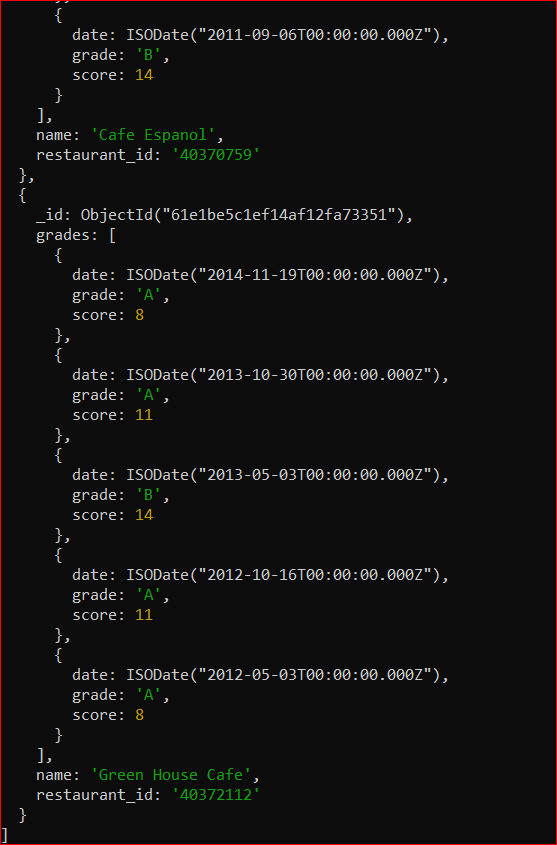 },
{
date: ISODate("2011-09-06T00:00:00.000Z"),
grade: 'B',
score: 14
}
],
name: 'Cafe Espanol',
restaurant_id: '40370759'
},
{
_id: ObjectId("61e1be5c1ef14af12fa73351"),
grades: [
{
date: ISODate("2014-11-19T00:00:00.000Z"),
grade: 'A',
score: 8
},
{
date: ISODate("2013-10-30T00:00:00.000Z"),
grade: 'A',
score: 11
},
{
date: ISODate("2013-05-03T00:00:00.000Z"),
grade: 'B',
score: 14
},
{
date: ISODate("2012-10-16T00:00:00.000Z"),
grade: 'A',
score: 11
},
{
date: ISODate("2012-05-03T00:00:00.000Z"),
grade: 'A',
score: 8
}
],
name: 'Green House Cafe',
restaurant_id: '40372112'
}
]